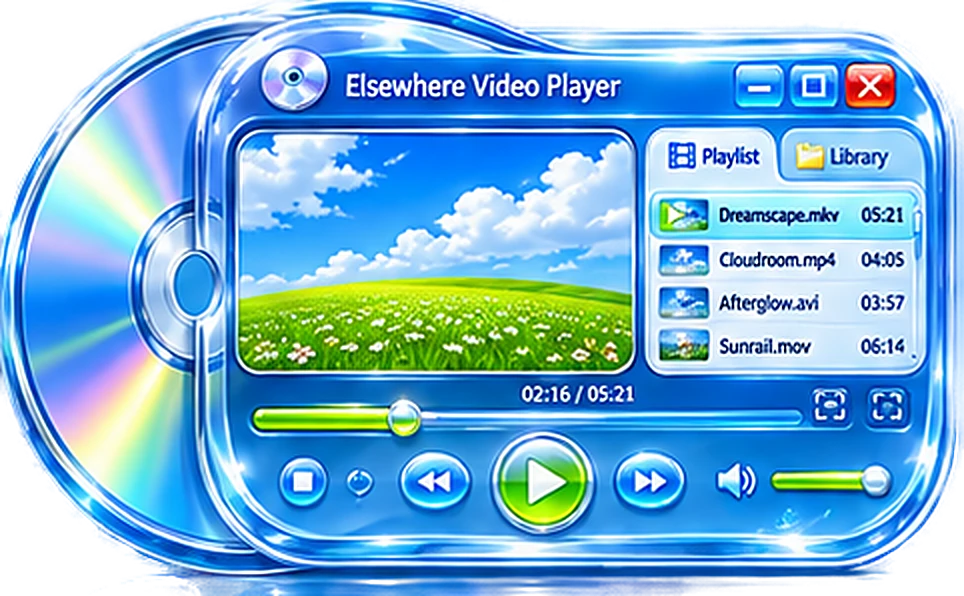 Elsewhere Video Player
Playlist
Library
Dreamscape.mkv 05:21
Cloudroom.mp4 04:05
Afterglow.avi 03:57
Sunrail.mov 06:14
02:16 / 05:21